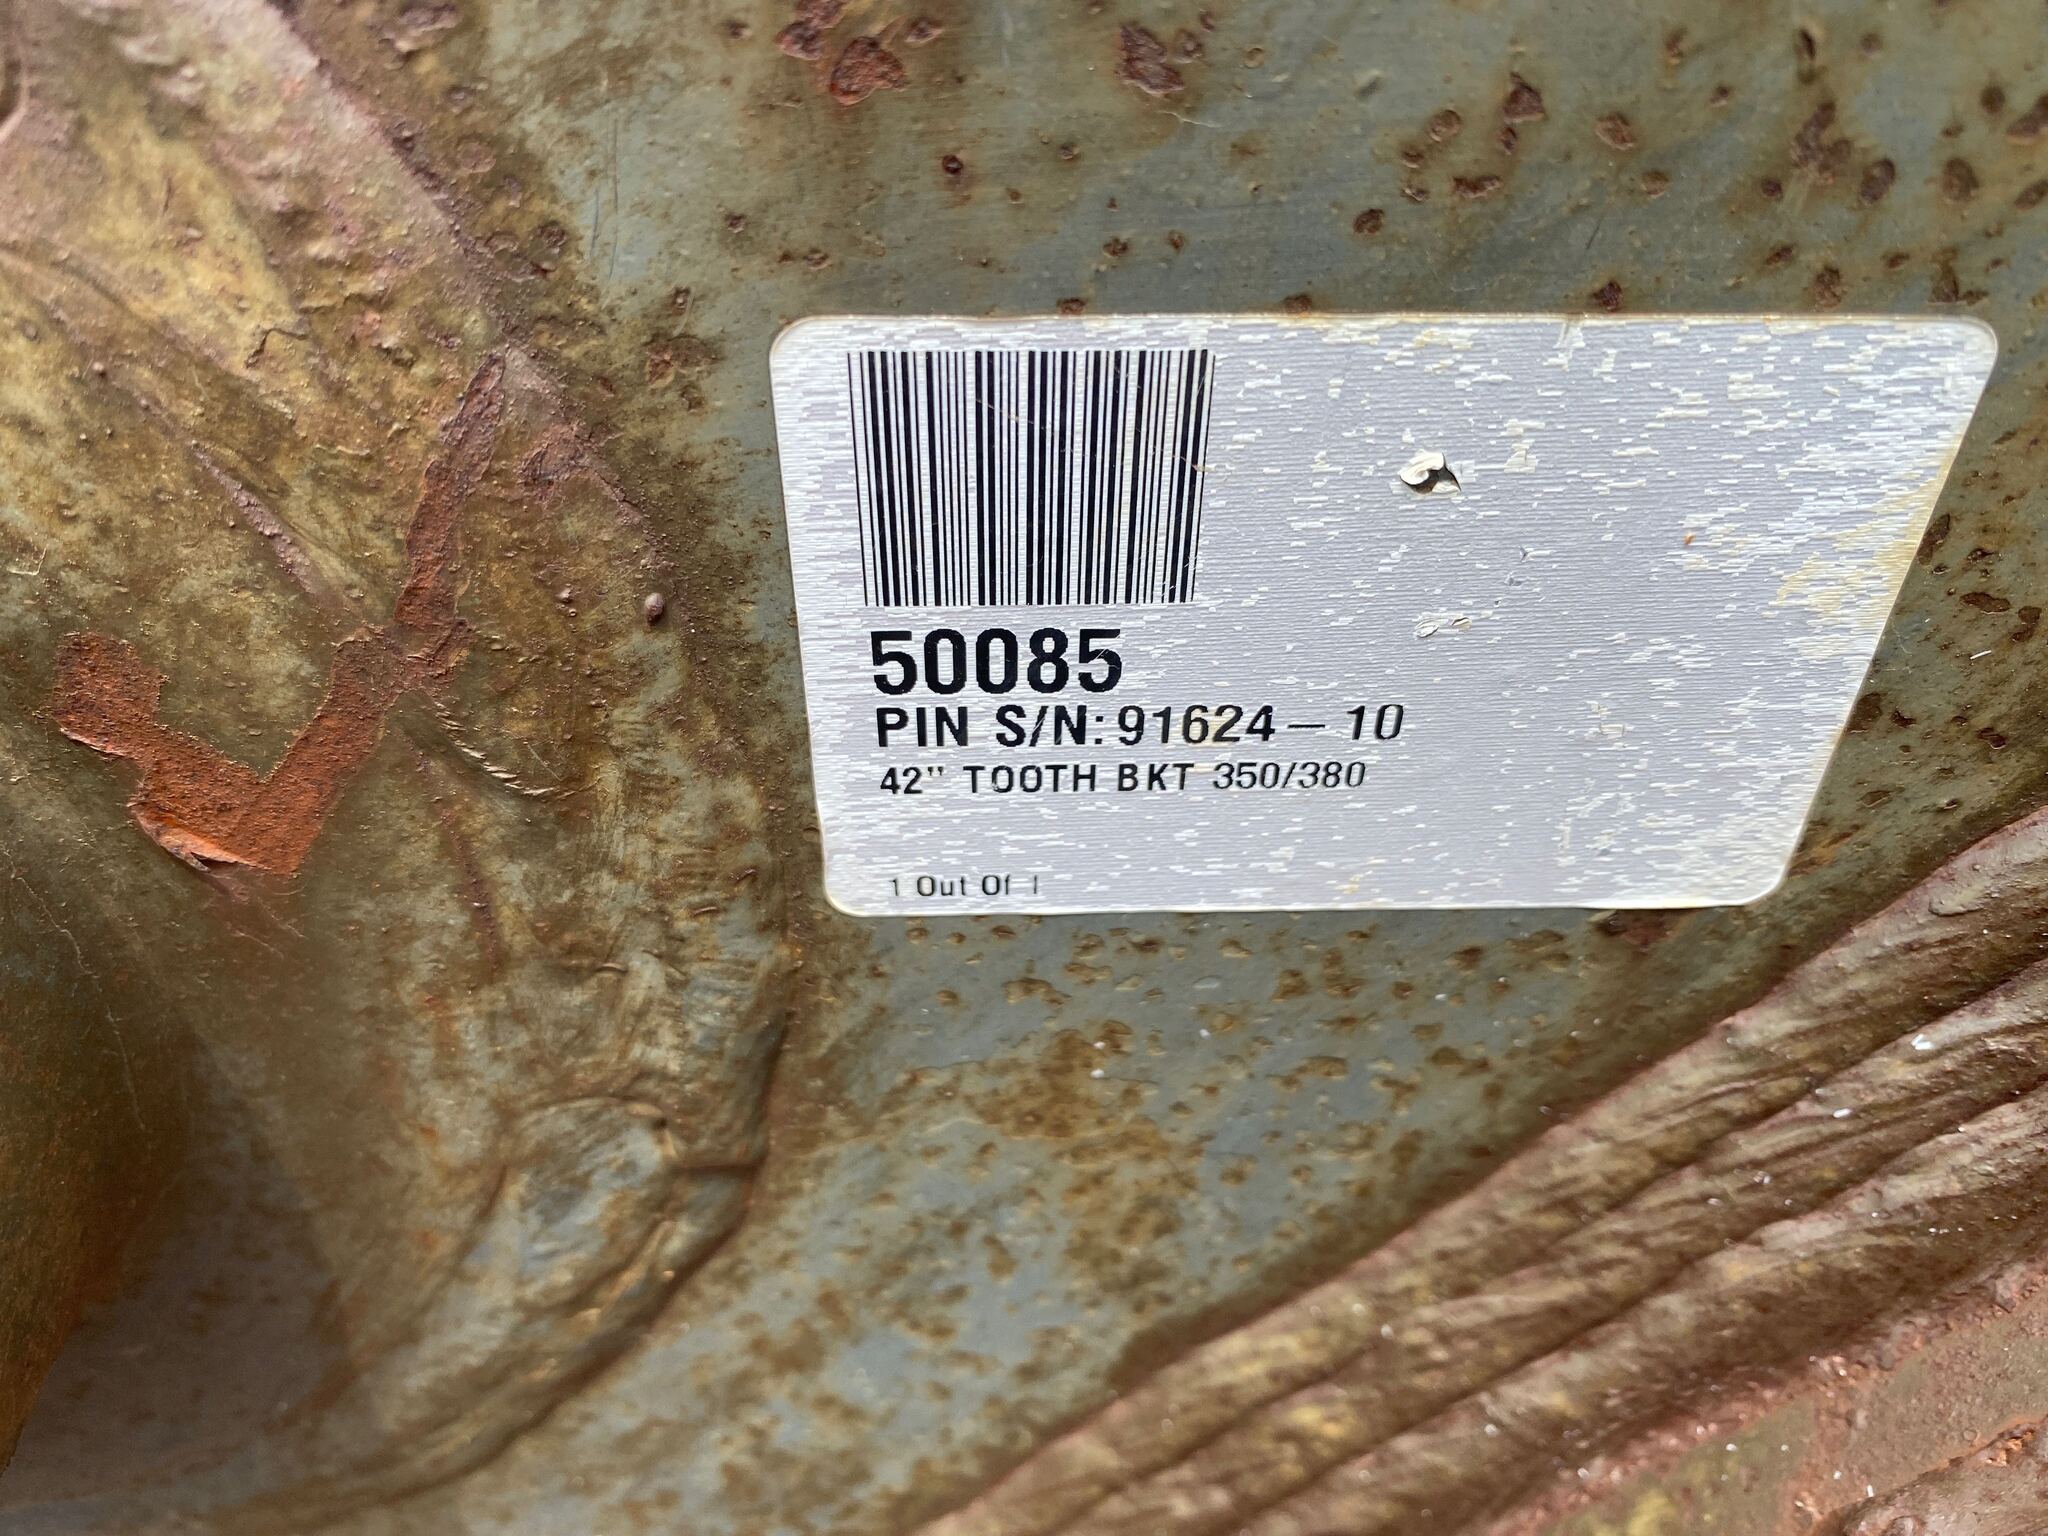 50085
PIN S/N: 91624-10
42" TOOTH BKT 350/380
1 Out Of 1